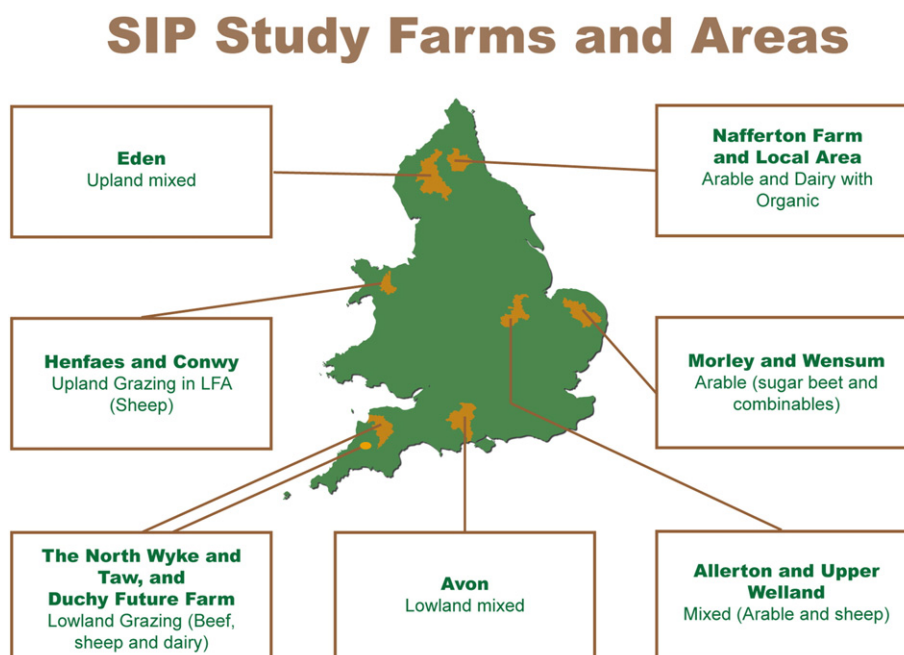 SIP Study Farms and Areas
Eden
Upland mixed
Nafferton Farm
and Local Area
Arable and Dairy with
Organic
Henfaes and Conwy
Upland Grazing in LFA
(Sheep)
Morley and Wensum
Arable (sugar beet and
combinables)
The North Wyke and
Taw, and
Duchy Future Farm
Lowland Grazing (Beef,
sheep and dairy)
Avon
Lowland mixed
Allerton and Upper
Welland
Mixed (Arable and sheep)